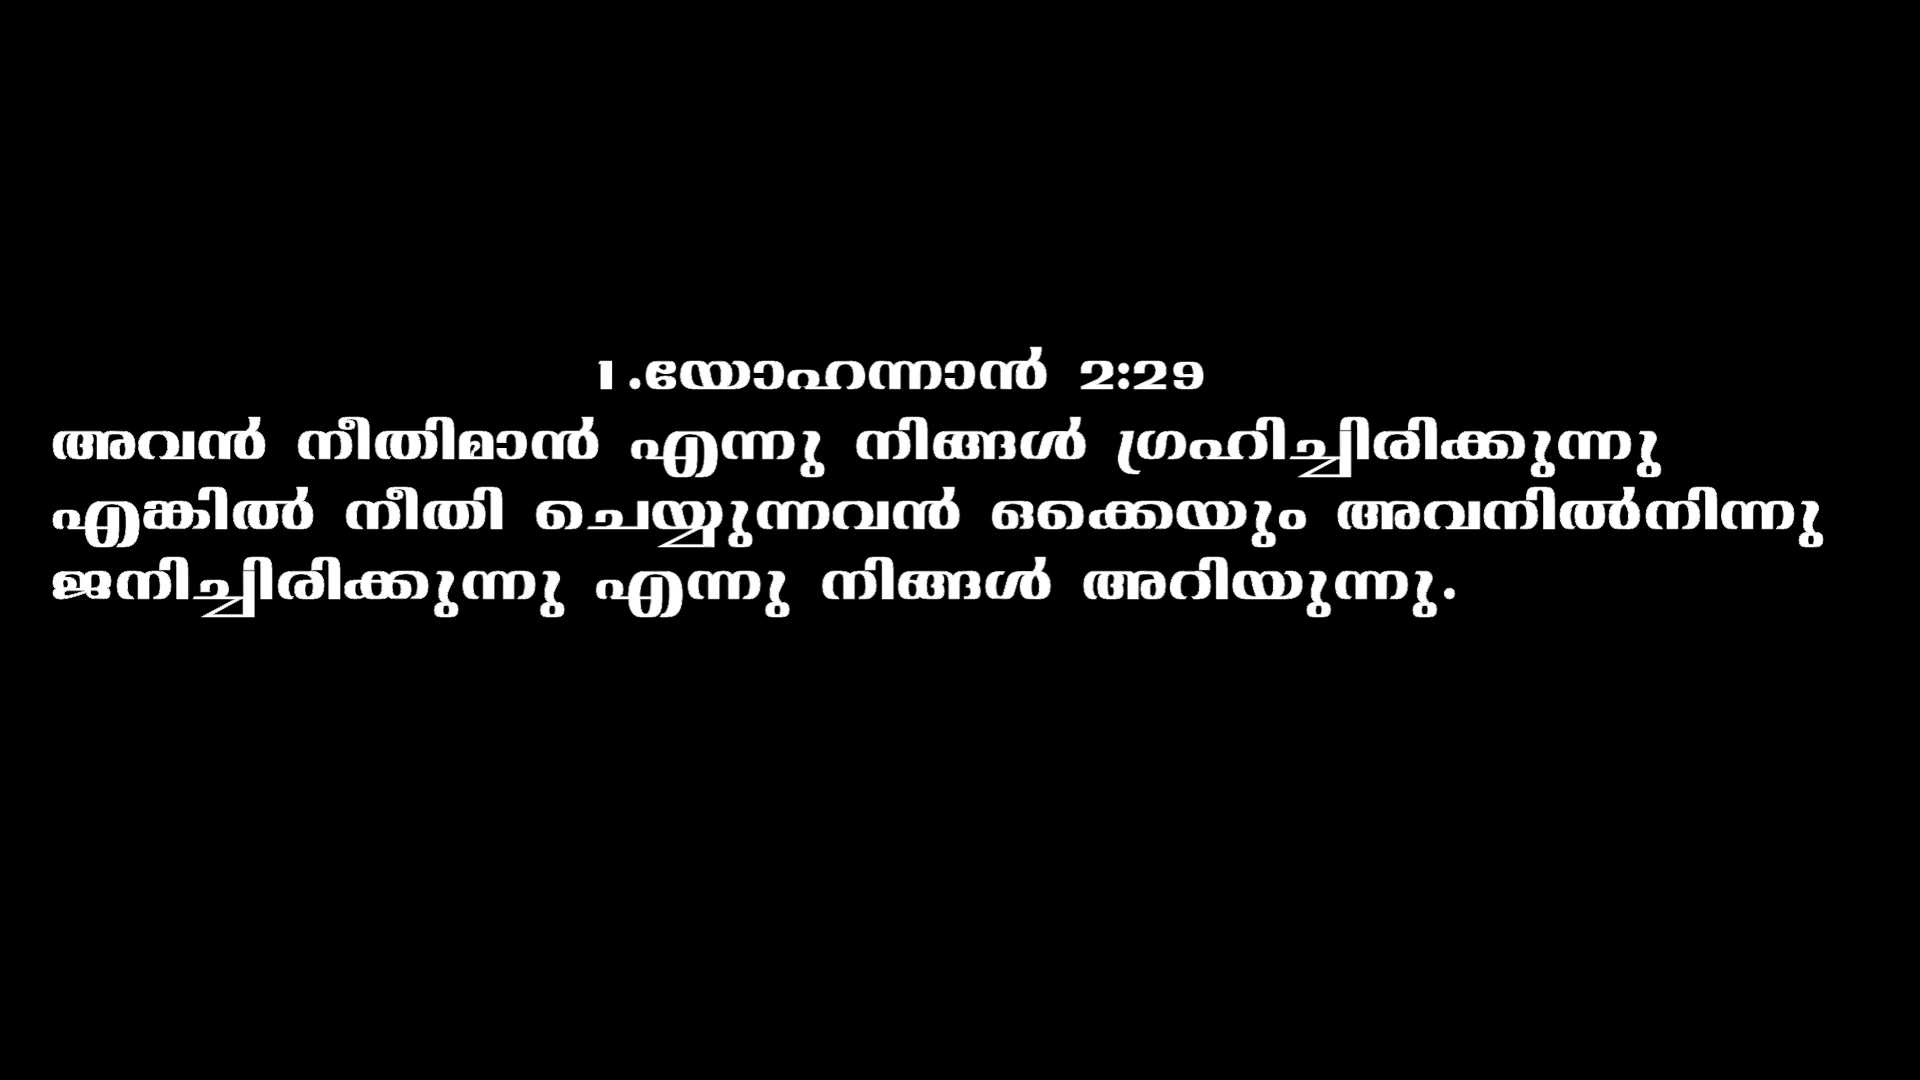 1.യോഹന്നാൻ 2:29
അവൻ നീതിമാൻ എന്നു നിങ്ങൾ ഗ്രഹിച്ചിരിക്കുന്നു
എങ്കിൽ നീതി ചെയ്യുന്നവൻ ഒക്കെയും അവനിൽനിന്നു
ജനിച്ചിരിക്കുന്നു എന്നു നിങ്ങൾ അറിയുന്നു.